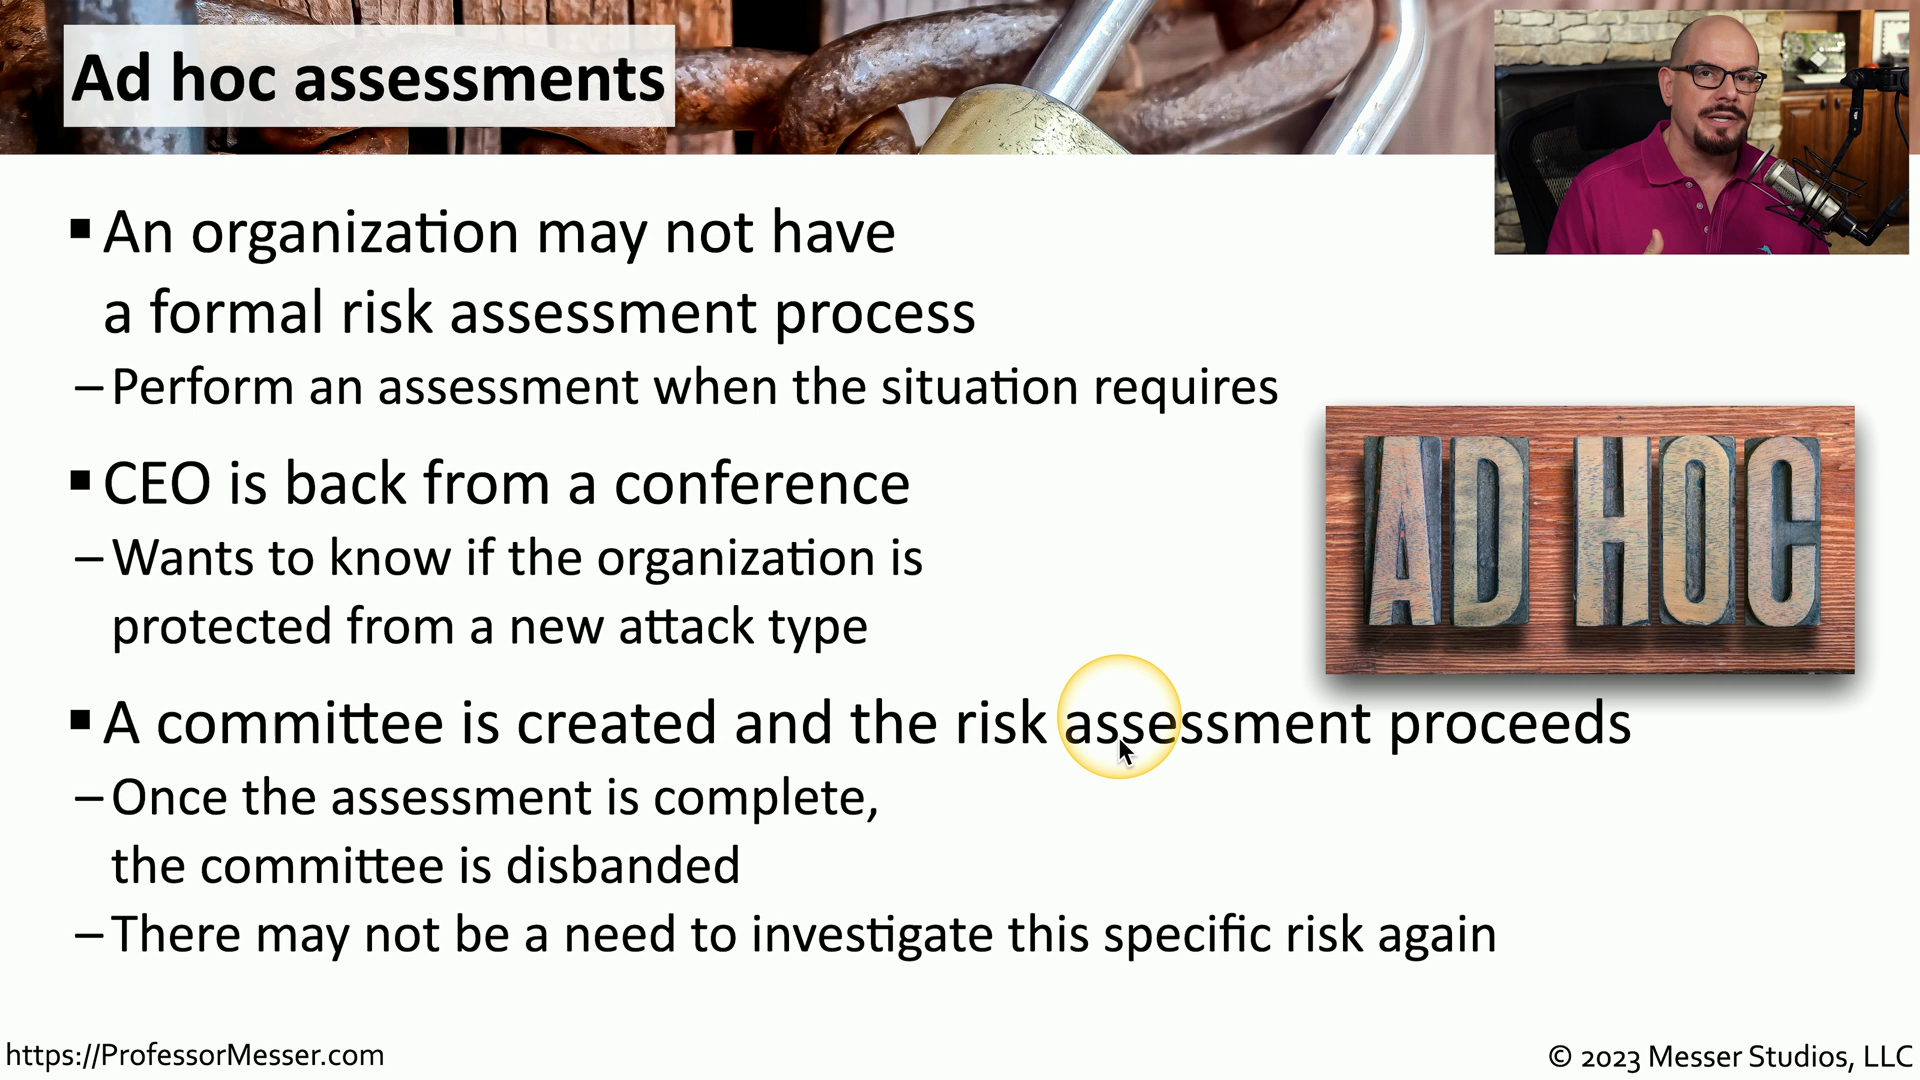 Ad hoc assessments
▪ An organization may not have
a formal risk assessment process
– Perform an assessment when the situation requires
▪ CEO is back from a conference
– Wants to know if the organization is
protected from a new attack type
AD HOC
▪ A committee is created and the risk assessment proceeds
– Once the assessment is complete,
the committee is disbanded
– There may not be a need to investigate this specific risk again
https://ProfessorMesser.com
© 2023 Messer Studios, LLC